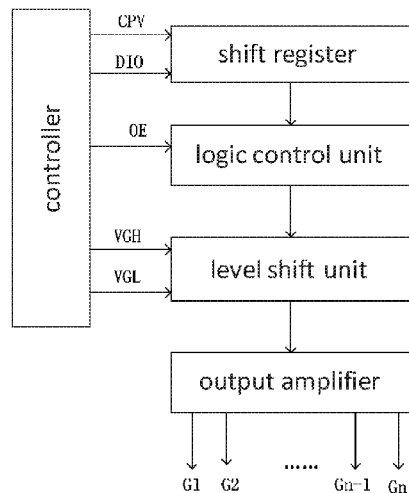 CPV
shift register
DIO
controller
OE
logic control unit
VGH
level shift unit
VGL
output amplifier
G1 G2 ...... Gn-1 Gn